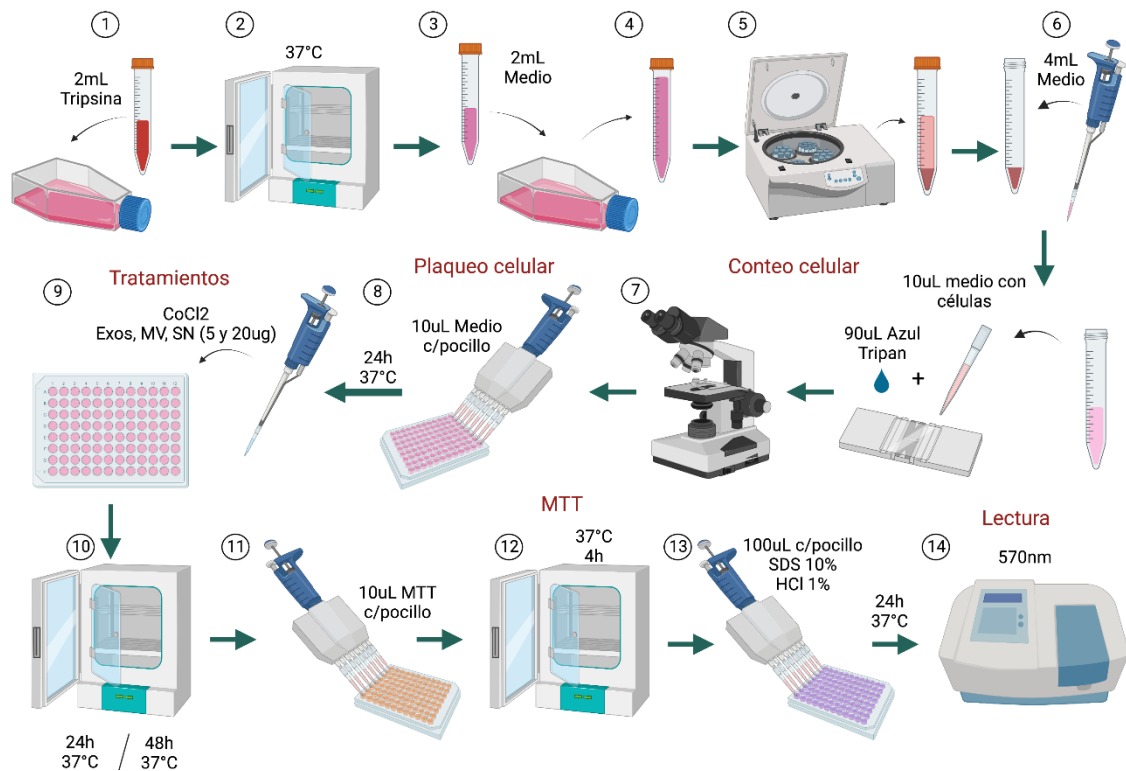 1
2mL
Tripsina
2
37°C
3
2mL
Medio
4
5
6
4mL
Medio
Tratamientos
9
CoCl2
Exos, MV, SN (5 y 20ug)
Plaqueo celular
8
10uL Medio
c/pocillo
24h
37°C
Conteo celular
7
10uL medio con
células
90uL Azul
Tripan
+
10
24h / 48h
37°C 37°C
11
10uL MTT
c/pocillo
MTT
12
37°C
4h
13
100uL c/pocillo
SDS 10%
HCl 1%
24h
37°C
Lectura
14
570nm